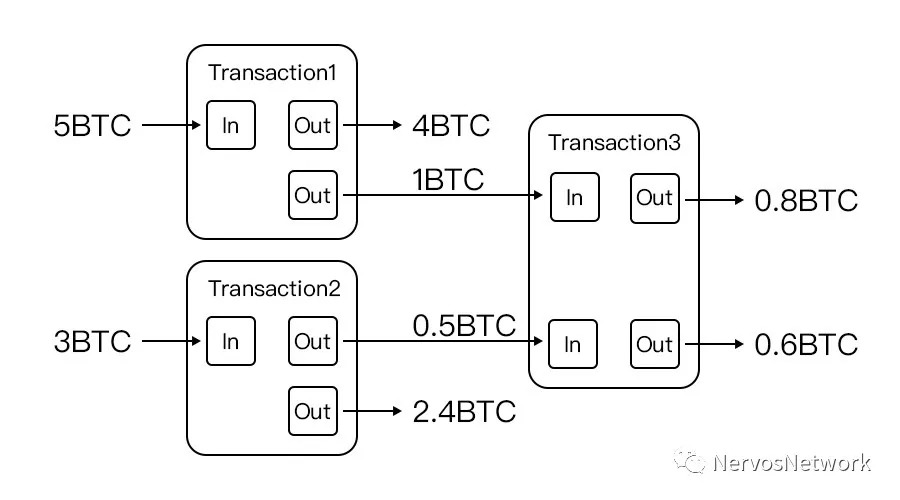 Transaction1
5BTC
In
Out
4BTC
Out
1BTC
Transaction3
In
Out
0.8BTC
Transaction2
3BTC
In
Out
0.5BTC
In
Out
0.6BTC
Out
2.4BTC
NervosNetwork